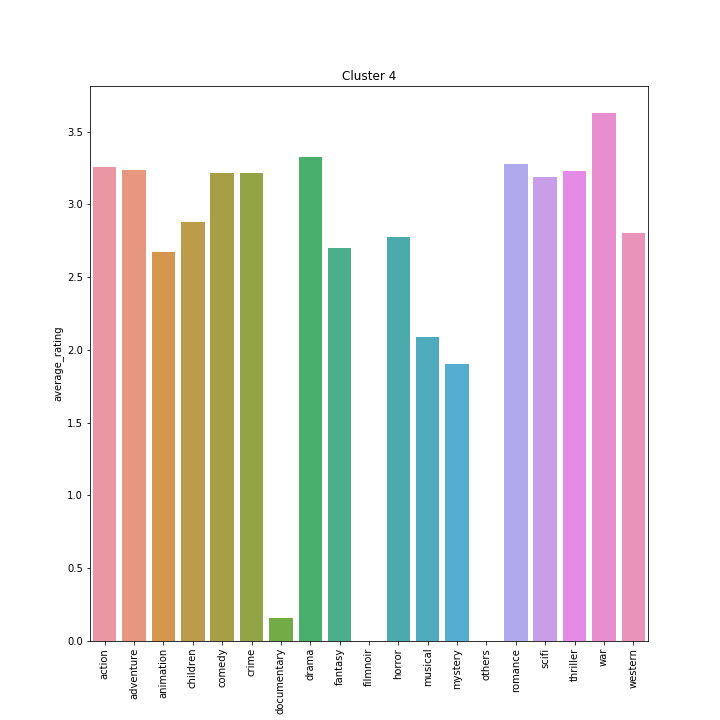 Cluster 4
average_rating
3.5
3.0
2.5
2.0
1.5
1.0
0.5
0.0
action
adventure
animation
children
comedy
crime
documentary
drama
fantasy
filmnoir
horror
musical
mystery
others
romance
scifi
thriller
war
western